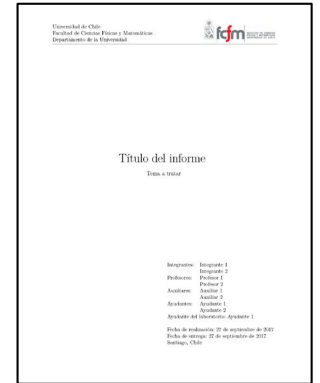 Universidad de Chile
Facultad de Ciencias Físicas y Matemáticas
Departamento de la Universidad
fcfm
Título del informe
Tema a tratar
Integrantes: Integrante 1
Integrante 2
Profesores: Profesor 1
Profesor 2
Auxiliares: Auxiliar 1
Auxiliar 2
Ayudantes: Ayudante 1
Ayudante 2
Ayudante del laboratorio: Ayudante 1
Fecha de realización: 27 de septiembre de 2017
Fecha de entrega: 27 de septiembre de 2017
Santiago, Chile